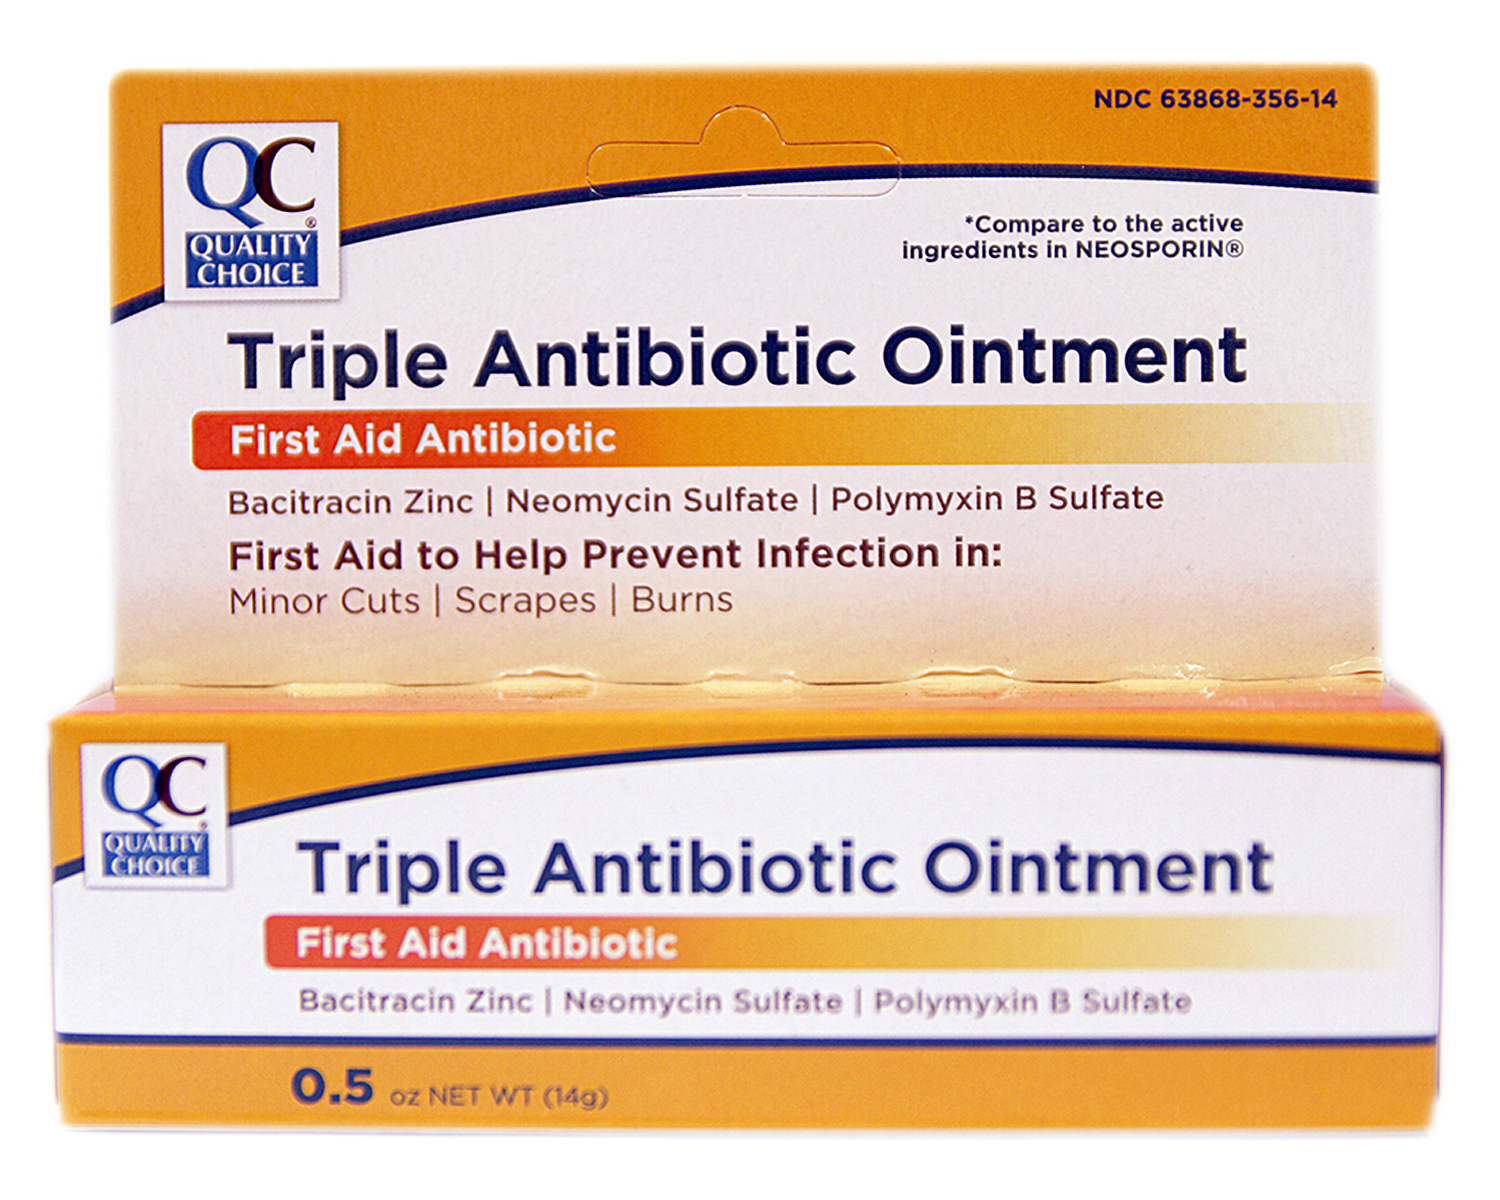 NDC 63868-356-14
QC®
QUALITY
CHOICE
*Compare to the active
ingredients in NEOSPORIN®
Triple Antibiotic Ointment
First Aid Antibiotic
Bacitracin Zinc | Neomycin Sulfate | Polymyxin B Sulfate
First Aid to Help Prevent Infection in:
Minor Cuts | Scrapes | Burns
QC®
QUALITY
CHOICE
Triple Antibiotic Ointment
First Aid Antibiotic
Bacitracin Zinc | Neomycin Sulfate | Polymyxin B Sulfate
0.5 oz NET WT (14g)